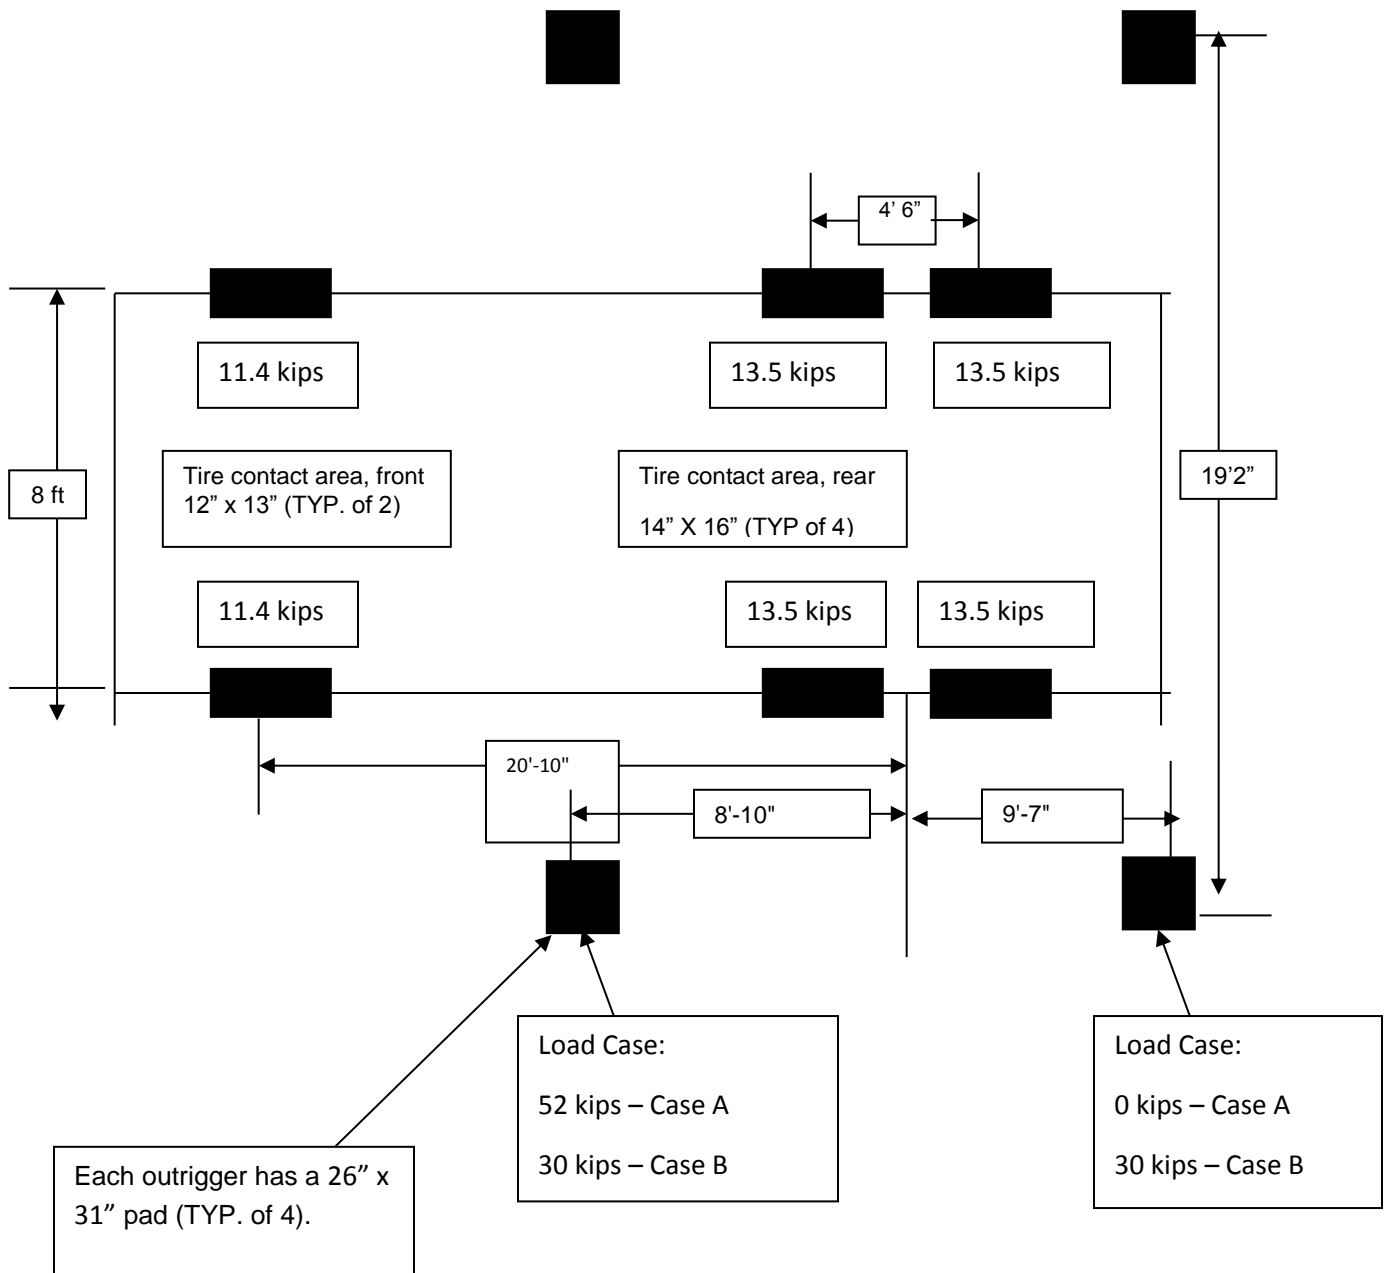 4' 6"
11.4 kips
13.5 kips
13.5 kips
8 ft
Tire contact area, front
12" x 13" (TYP. of 2)
Tire contact area, rear
14" X 16" (TYP of 4)
19'2"
11.4 kips
13.5 kips
13.5 kips
20'-10"
8'-10"
9'-7"
Load Case:
52 kips – Case A
30 kips – Case B
Load Case:
0 kips – Case A
30 kips – Case B
Each outrigger has a 26" x
31" pad (TYP. of 4).